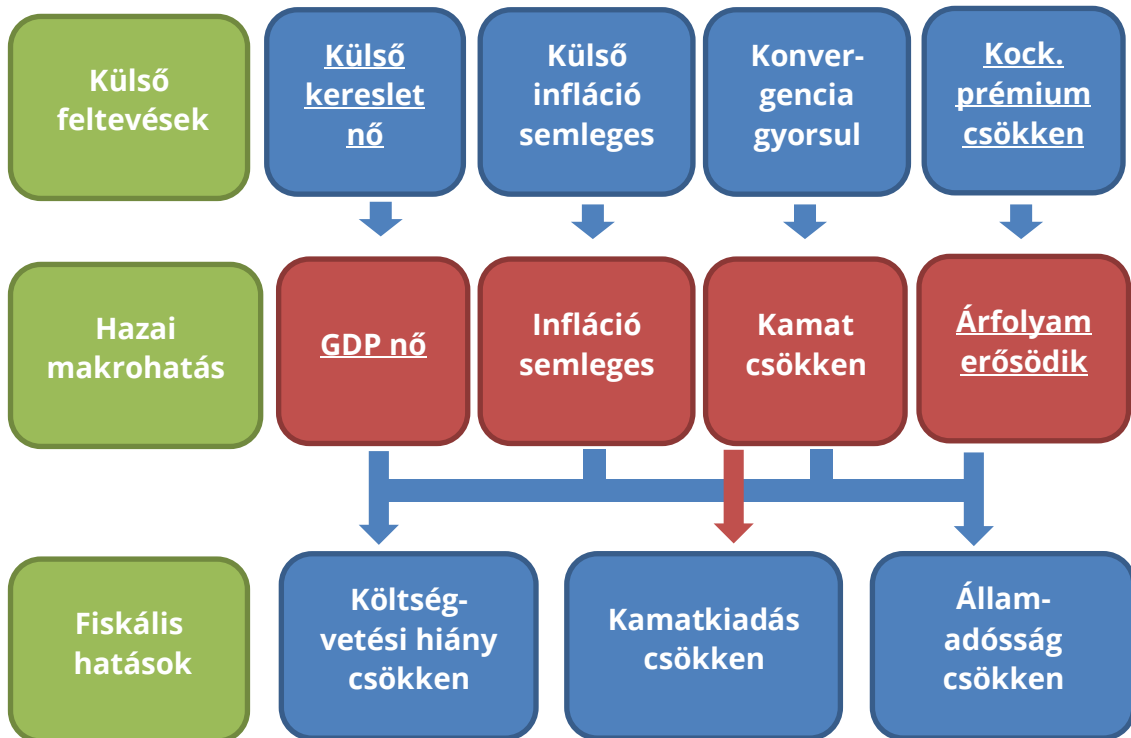 Külső
feltevések
Külső
kereslet
nő
Külső
infláció
semleges
Konver-
gencia
gyorsul
Kock.
prémium
csökken
Hazai
makrohatás
GDP nő
Infláció
semleges
Kamat
csökken
Árfolyam
erősödik
Fiskális
hatások
Költség-
vetési hiány
csökken
Kamatkiadás
csökken
Állam-
adósság
csökken